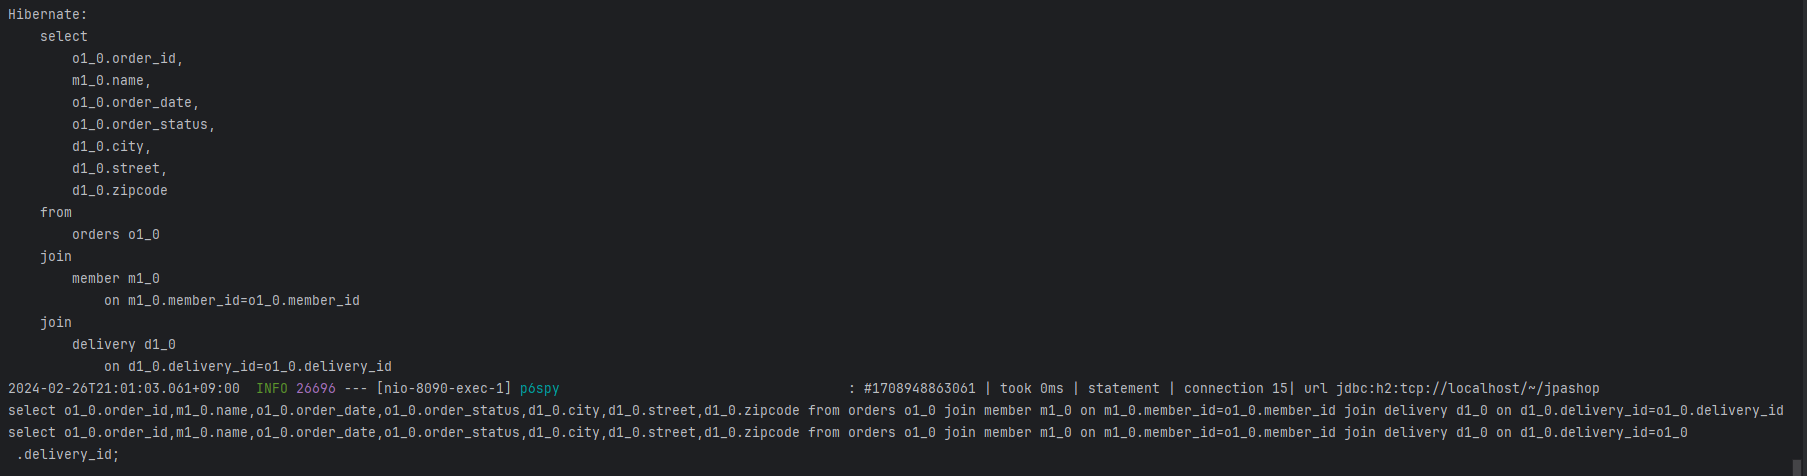 Hibernate:
    select
        o1_0.order_id,
        m1_0.name,
        o1_0.order_date,
        o1_0.order_status,
        d1_0.city,
        d1_0.street,
        d1_0.zipcode
    from
        orders o1_0
    join
        member m1_0
            on m1_0.member_id=o1_0.member_id
    join
        delivery d1_0
            on d1_0.delivery_id=o1_0.delivery_id
2024-02-26T21:01:03.061+09:00  INFO 26696 --- [nio-8090-exec-1] p6spy                                    : #1708948863061 | took 0ms | statement | connection 15| url jdbc:h2:tcp://localhost/~/jpashop
select o1_0.order_id,m1_0.name,o1_0.order_date,o1_0.order_status,d1_0.city,d1_0.street,d1_0.zipcode from orders o1_0 join member m1_0 on m1_0.member_id=o1_0.member_id join delivery d1_0 on d1_0.delivery_id=o1_0.delivery_id
select o1_0.order_id,m1_0.name,o1_0.order_date,o1_0.order_status,d1_0.city,d1_0.street,d1_0.zipcode from orders o1_0 join member m1_0 on m1_0.member_id=o1_0.member_id join delivery d1_0 on d1_0.delivery_id=o1_0
 .delivery_id;